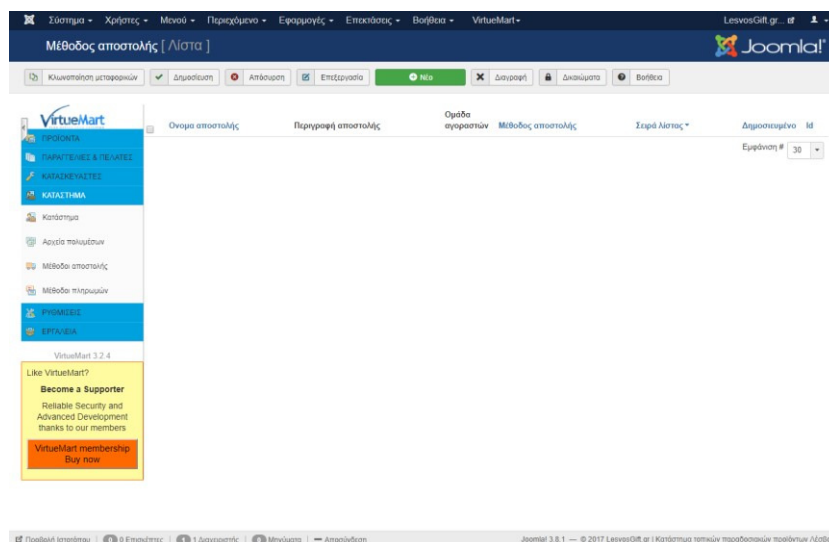 Σύστημα Χρήστες Μενού Περιεχόμενο Εφαρμογές Επεκτάσεις Βοήθεια VirtueMart LesvosGift.gr...
Μέθοδος αποστολής [ Λίστα ]
Joomla!
Κλωνοποίηση μεταφορικών Δημοσίευση Απόσυρση Επεξεργασία Νέο Διαγραφή Δικαιώματα Βοήθεια
VirtueMart
Ονομα αποστολής Περιγραφή αποστολής Ομάδα αγοραστών Μέθοδος αποστολής Σειρά λίστας Δημοσιευμένο Id
Εμφάνιση # 30
ΠΡΟΪΟΝΤΑ
ΠΑΡΑΓΓΕΛΙΕΣ & ΠΕΛΑΤΕΣ
ΚΑΤΑΣΚΕΥΑΣΤΕΣ
ΚΑΤΑΣΤΗΜΑ
Κατάστημα
Αρχεία πολυμέσων
Μέθοδοι αποστολής
Μέθοδοι πληρωμών
ΡΥΘΜΙΣΕΙΣ
ΕΡΓΑΛΕΙΑ
VirtueMart 3.2.4
Like VirtueMart?
Become a Supporter
Reliable Security and
Advanced Development
thanks to our members
VirtueMart membership
Buy now
Προβολή Ιστοτόπου 0 Επισκέπτες 1 Διαχειριστής Μηνύματα Αποσύνδεση Joomla! 3.8.1 — © 2017 LesvosGift.gr | Κατάστημα τοπικών παραδοσιακών προϊόντων